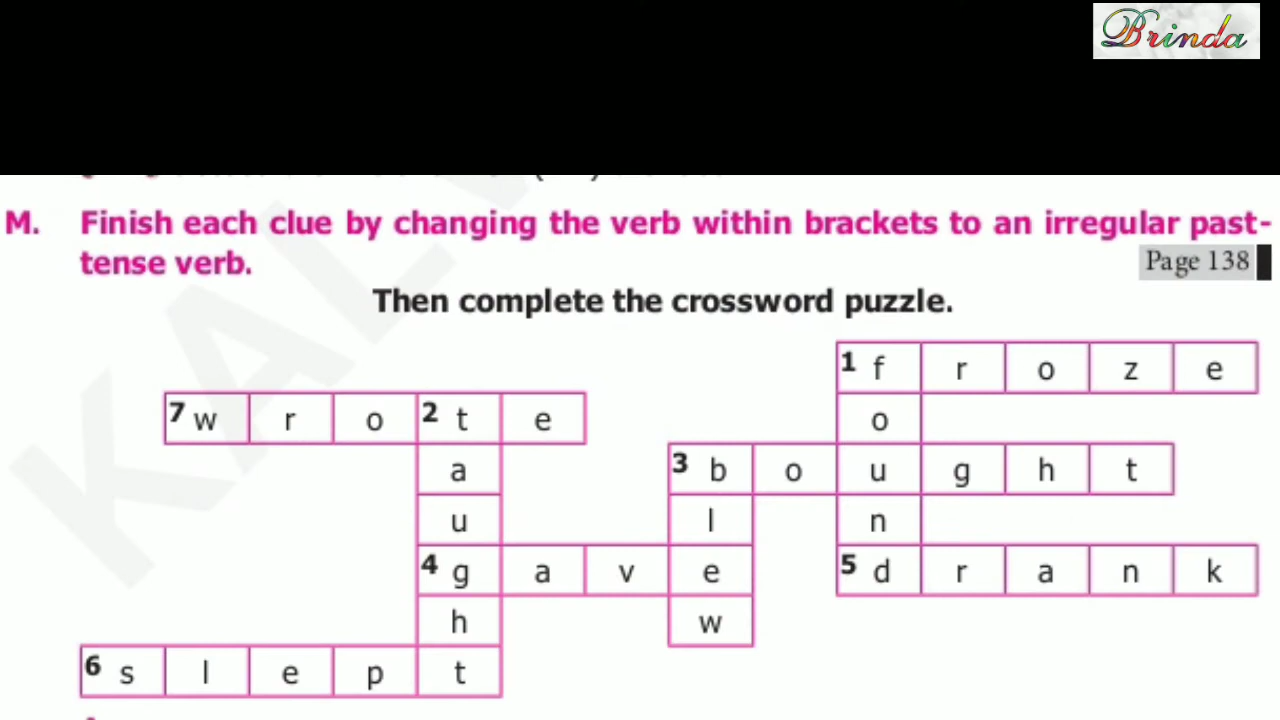 Brinda
M. Finish each clue by changing the verb within brackets to an irregular past-
tense verb.
Page 138
Then complete the crossword puzzle.
1 f r o z e
7 w r o 2 t e
o
a
3 b o u g h t
u
l
n
4 g a v e
5 d r a n k
h
w
6 s l e p t